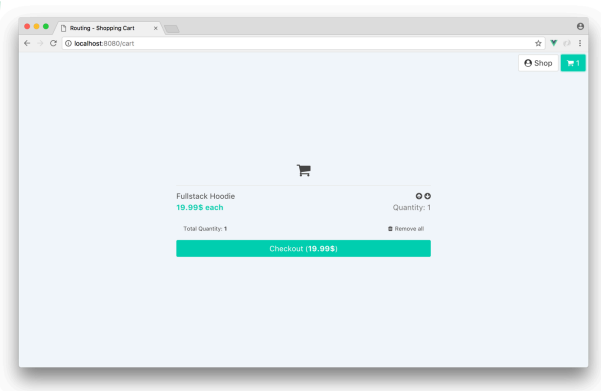 Routing - Shopping Cart
localhost:8080/cart
Shop 1
Fullstack Hoodie
19.99$ each
Quantity: 1
Total Quantity: 1 Remove all
Checkout (19.99$)